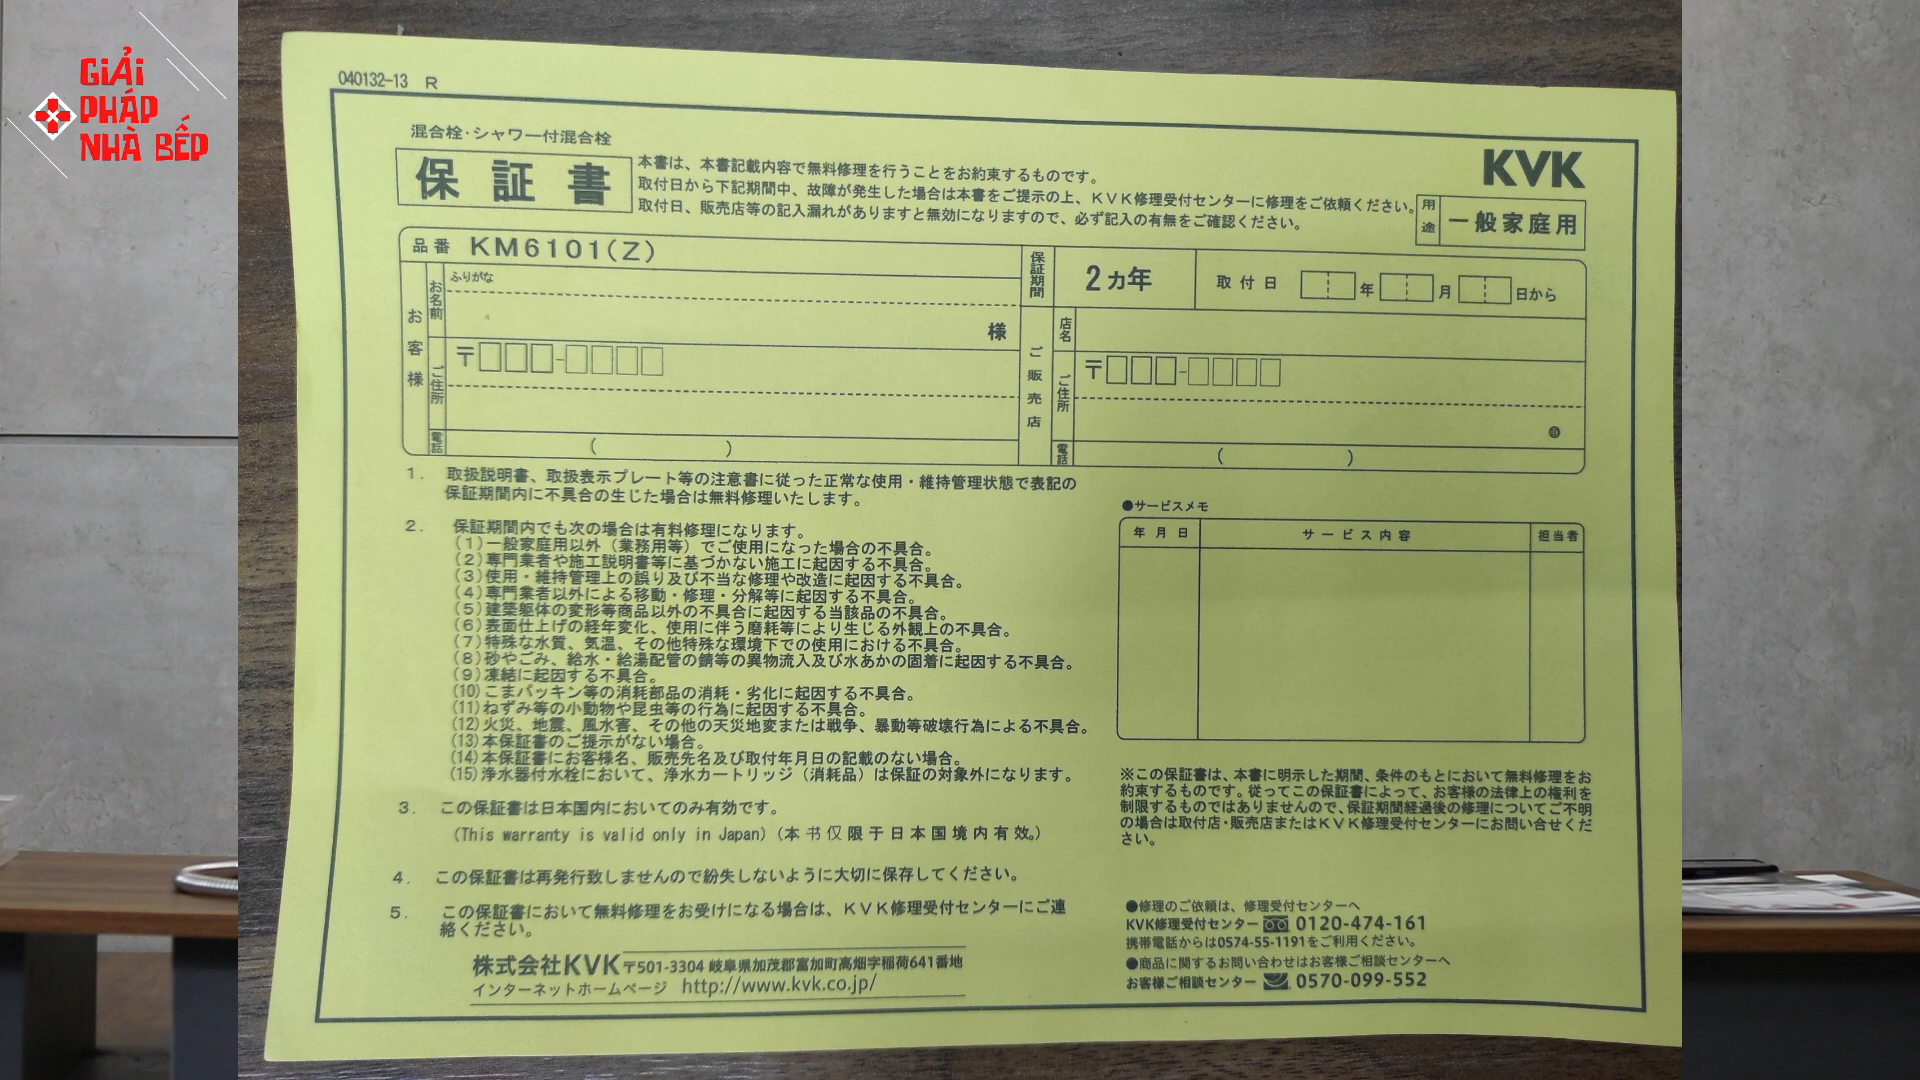 GIẢI
PHÁP
NHÀ BẾP
040132-13 R
混合栓・シャワー付混合栓
保証書
本書は、本書記載内容で無料修理を行うことをお約束するものです。
取付日から下記期間中、故障が発生した場合は本書をご提示の上、KVK修理受付センターに修理をご依頼ください。
取付日、販売店等の記入漏れがありますと無効になりますので、必ず記入の有無をご確認ください。
KVK
用途 一般家庭用
品番 KM6101(Z)
保証期間 2カ年 取付日 年 月 日から
お客様
お名前
ふりがな
様
ご住所
〒 -
電話 ( )
ご販売店
店名
ご住所
〒 -
㊞
電話 ( )
1. 取扱説明書、取扱表示プレート等の注意書に従った正常な使用・維持管理状態で表記の
保証期間内に不具合の生じた場合は無料修理いたします。
2. 保証期間内でも次の場合は有料修理になります。
(1)一般家庭用以外（業務用等）でご使用になった場合の不具合。
(2)専門業者や施工説明書等に基づかない施工に起因する不具合。
(3)使用・維持管理上の誤り及び不当な修理や改造に起因する不具合。
(4)専門業者以外による移動・修理・分解等に起因する不具合。
(5)建築躯体の変形等商品以外の不具合に起因する当該品の不具合。
(6)表面仕上げの経年変化、使用に伴う磨耗等により生じる外観上の不具合。
(7)特殊な水質、気温、その他特殊な環境下での使用における不具合。
(8)砂やごみ、給水・給湯配管の錆等の異物流入及び水あかの固着に起因する不具合。
(9)凍結に起因する不具合。
(10)こまパッキン等の消耗部品の消耗・劣化に起因する不具合。
(11)ねずみ等の小動物や昆虫等の行為に起因する不具合。
(12)火災、地震、風水害、その他の天災地変または戦争、暴動等破壊行為による不具合。
(13)本保証書のご提示がない場合。
(14)本保証書にお客様名、販売先名及び取付年月日の記載のない場合。
(15)浄水器付水栓において、浄水カートリッジ（消耗品）は保証の対象外になります。
3. この保証書は日本国内においてのみ有効です。
(This warranty is valid only in Japan)(本书仅限于日本国境内有效。)
4. この保証書は再発行致しませんので紛失しないように大切に保存してください。
5. この保証書において無料修理をお受けになる場合は、KVK修理受付センターにご連
絡ください。
株式会社KVK 〒501-3304 岐阜県加茂郡富加町高畑字稲荷641番地
インターネットホームページ http://www.kvk.co.jp/
●サービスメモ
年月日 サービス内容 担当者
※この保証書は、本書に明示した期間、条件のもとにおいて無料修理をお
約束するものです。従ってこの保証書によって、お客様の法律上の権利を
制限するものではありませんので、保証期間経過後の修理についてご不明
の場合は取付店・販売店またはKVK修理受付センターにお問い合せくだ
さい。
●修理のご依頼は、修理受付センターへ
KVK修理受付センター 0120-474-161
携帯電話からは0574-55-1191をご利用ください。
●商品に関するお問い合わせはお客様ご相談センターへ
お客様ご相談センター 0570-099-552